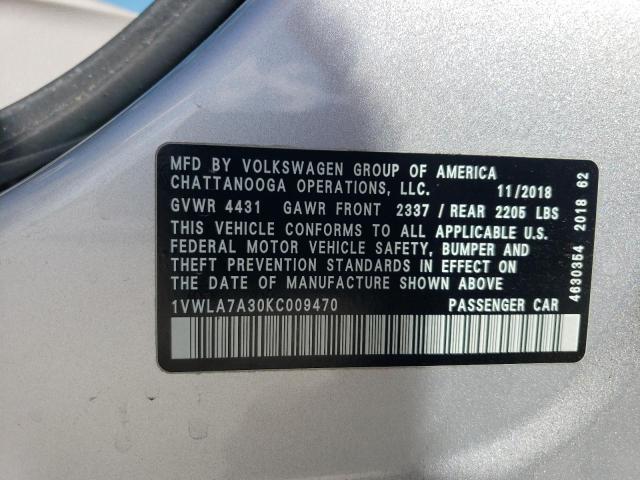 MFD BY VOLKSWAGEN GROUP OF AMERICA
CHATTANOOGA OPERATIONS, LLC. 11/2018
GVWR 4431 GAWR FRONT 2337 / REAR 2205 LBS
THIS VEHICLE CONFORMS TO ALL APPLICABLE U.S.
FEDERAL MOTOR VEHICLE SAFETY, BUMPER AND
THEFT PREVENTION STANDARDS IN EFFECT ON
THE DATE OF MANUFACTURE SHOWN ABOVE
1VWLA7A30KC009470 PASSENGER CAR
4630354 2018 62